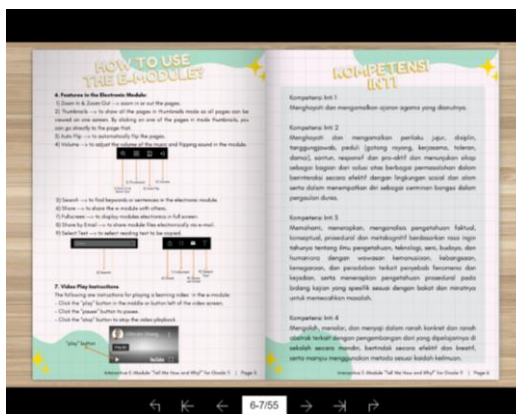 HOW TO USE
THE E-MODULE?
6. Features in the Electronic Module:
1) Zoom In & Zoom Out --> zoom in or out the pages.
2) Thumbnails --> to show all the pages in thumbnails mode so all pages can be
viewed on one screen. By clicking on one of the pages in mode thumbnails, you
can go directly to the page that.
3) Auto Flip --> to automatically flip the pages.
4) Volume --> to adjust the volume of the music and flipping sound in the module.
5) Search --> to find keywords or sentences in the electronic module.
6) Share --> to share the e-module with others.
7) Fullscreen --> to display modules electronics in full screen.
8) Share by Email --> to share module files electronically via e-mail.
9) Select Text --> to select reading text to be copied.
7. Video Play Instructions
The following are instructions for playing a learning video in the e-module:
- Click the "play" button in the middle or button left of the video screen.
- Click the "pause" button to pause.
- Click the "stop" button to stop the video playback.
"play" button
Interactive E-Module "Tell Me How and Why?" for Grade 11 | Page 5
KOMPETENSI
INTI
Kompetensi Inti 1
Menghayati dan mengamalkan ajaran agama yang dianutnya.
Kompetensi Inti 2
Menghayati dan mengamalkan perilaku jujur, disiplin,
tanggungjawab, peduli (gotong royong, kerjasama, toleran,
damai), santun, responsif dan pro-aktif dan menunjukan sikap
sebagai bagian dari solusi atas berbagai permasalahan dalam
berinteraksi secara efektif dengan lingkungan sosial dan alam
serta dalam menempatkan diri sebagai cerminan bangsa dalam
pergaulan dunia.
Kompetensi Inti 3
Memahami, menerapkan, menganalisis pengetahuan faktual,
konseptual, prosedural dan metakognitif berdasarkan rasa ingin
tahunya tentang ilmu pengetahuan, teknologi, seni, budaya, dan
humaniora dengan wawasan kemanusiaan, kebangsaan,
kenegaraan, dan peradaban terkait penyebab fenomena dan
kejadian, serta menerapkan pengetahuan prosedural pada
bidang kajian yang spesifik sesuai dengan bakat dan minatnya
untuk memecahkan masalah.
Kompetensi Inti 4
Mengolah, menalar, dan menyaji dalam ranah konkret dan ranah
abstrak terkait dengan pengembangan dari yang dipelajarinya di
sekolah secara mandiri, bertindak secara efektif dan kreatif,
serta mampu menggunakan metoda sesuai kaidah keilmuan.
Interactive E-Module "Tell Me How and Why?" for Grade 11 | Page 6
6-7/55